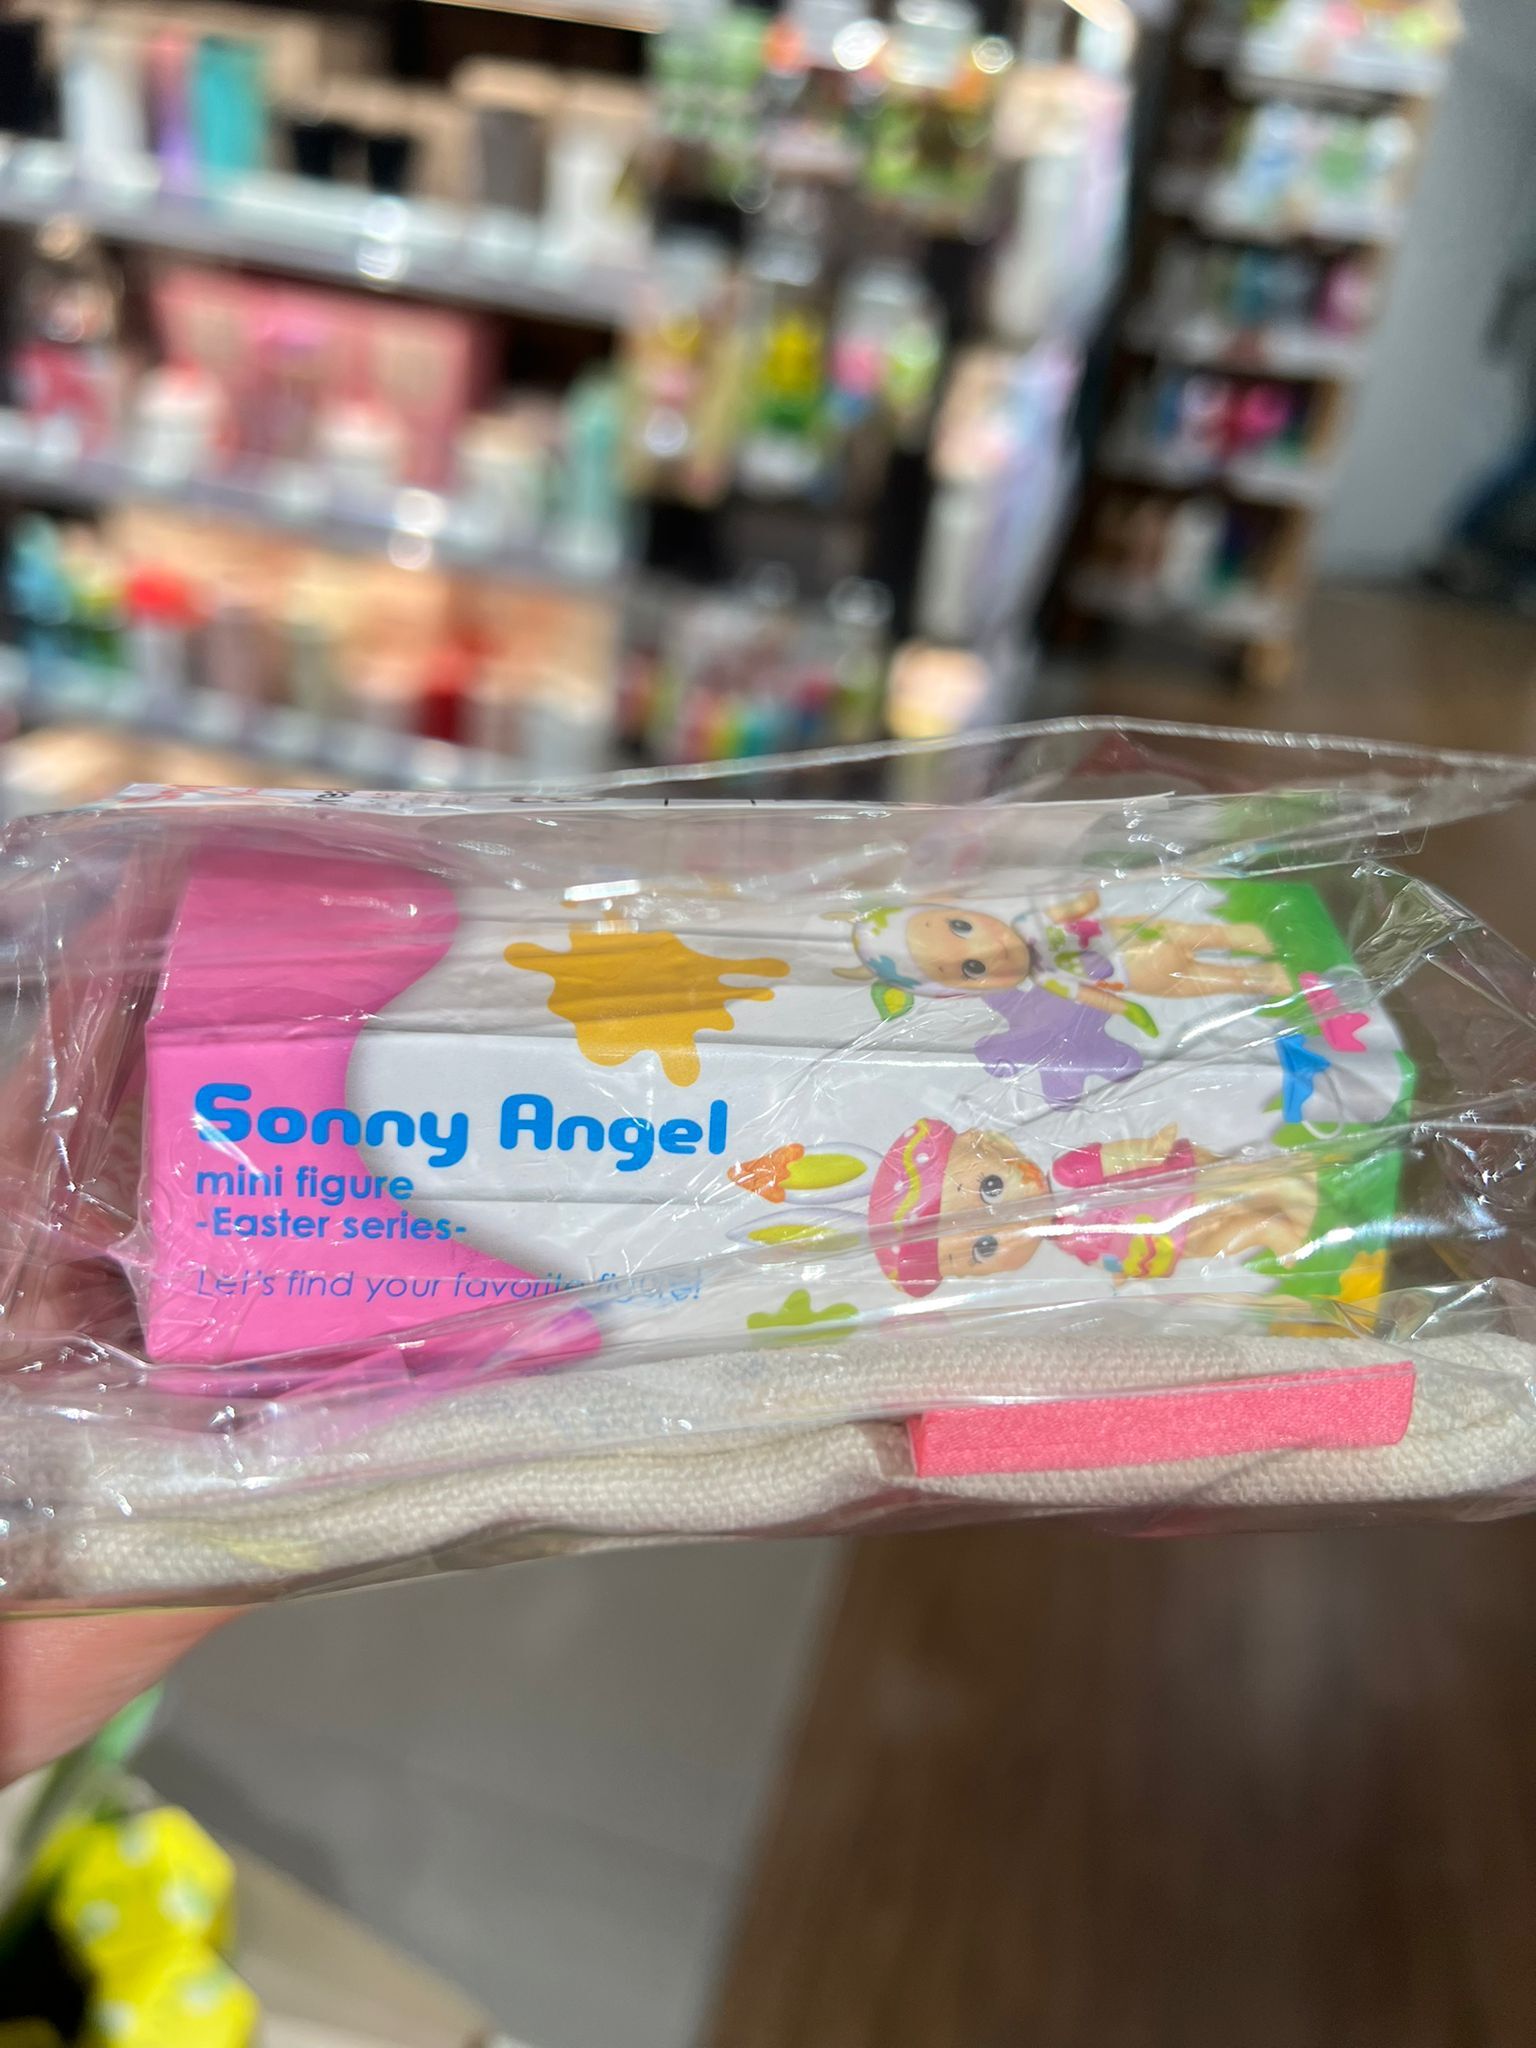 Sonny Angel
mini figure
-Easter series-
Let's find your favorite figure!